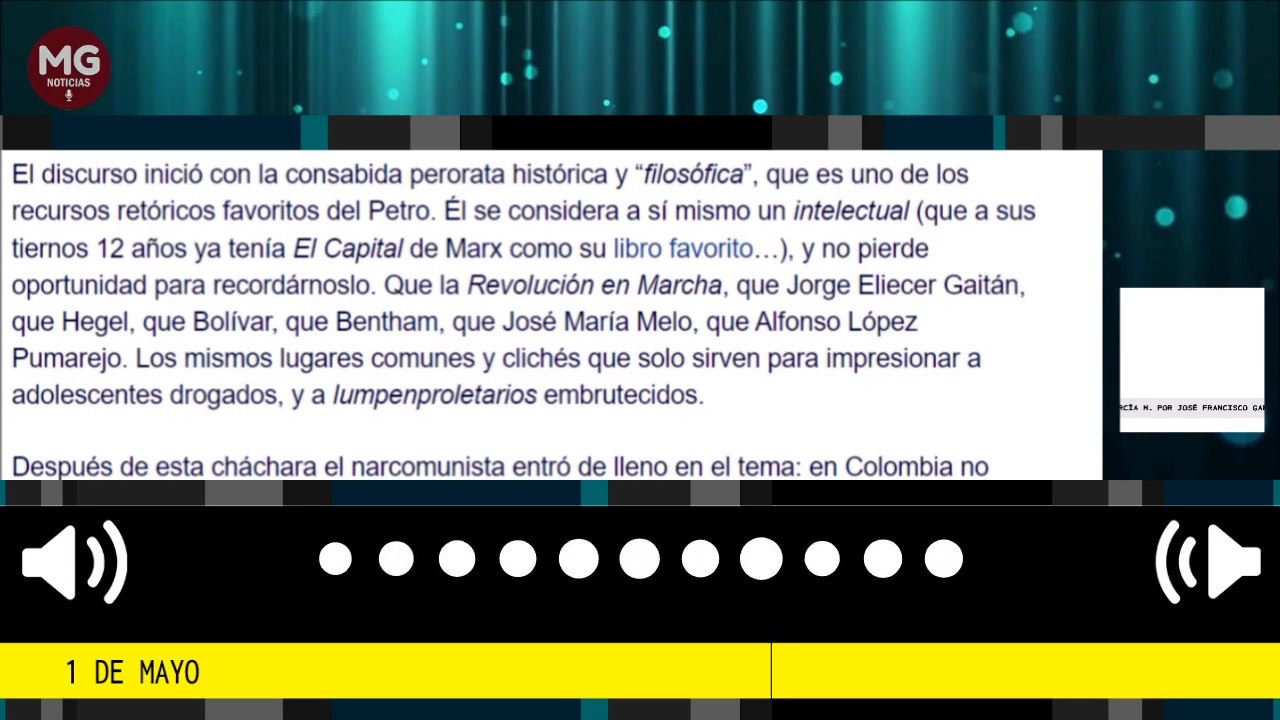 MG
NOTICIAS
El discurso inició con la consabida perorata histórica y “filosófica”, que es uno de los
recursos retóricos favoritos del Petro. Él se considera a sí mismo un intelectual (que a sus
tiernos 12 años ya tenía El Capital de Marx como su libro favorito…), y no pierde
oportunidad para recordárnoslo. Que la Revolución en Marcha, que Jorge Eliecer Gaitán,
que Hegel, que Bolívar, que Bentham, que José María Melo, que Alfonso López
Pumarejo. Los mismos lugares comunes y clichés que solo sirven para impresionar a
adolescentes drogados, y a lumpenproletarios embrutecidos.
Después de esta cháchara el narcomunista entró de lleno en el tema: en Colombia no
RCÍA M. POR JOSÉ FRANCISCO GA
1 DE MAYO